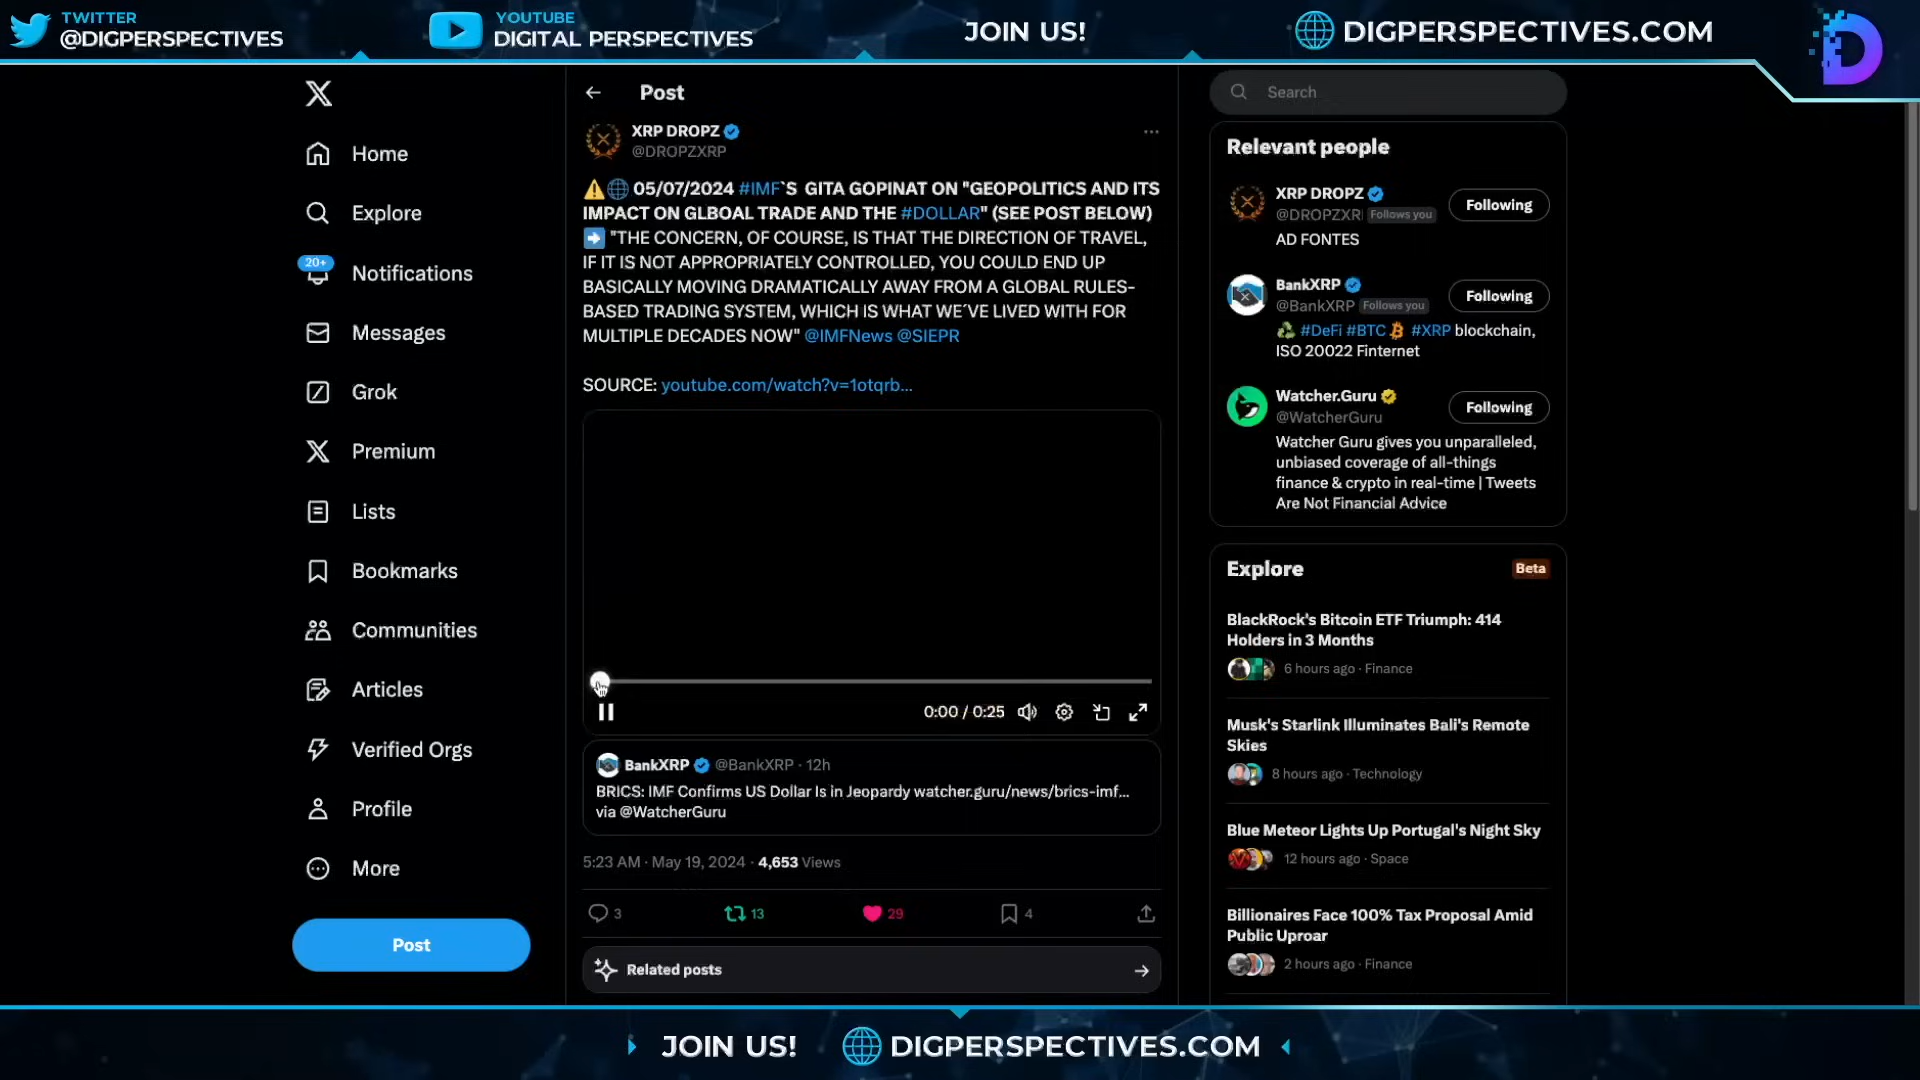 TWITTER
@DIGPERSPECTIVES
YOUTUBE
DIGITAL PERSPECTIVES
JOIN US!
DIGPERSPECTIVES.COM
Home
Explore
20+
Notifications
Messages
Grok
Premium
Lists
Bookmarks
Communities
Articles
Verified Orgs
Profile
More
Post
Post
XRP DROPZ
@DROPZXRP
05/07/2024 #IMF`S GITA GOPINAT ON "GEOPOLITICS AND ITS
IMPACT ON GLBOAL TRADE AND THE #DOLLAR" (SEE POST BELOW)
"THE CONCERN, OF COURSE, IS THAT THE DIRECTION OF TRAVEL,
IF IT IS NOT APPROPRIATELY CONTROLLED, YOU COULD END UP
BASICALLY MOVING DRAMATICALLY AWAY FROM A GLOBAL RULES-
BASED TRADING SYSTEM, WHICH IS WHAT WE´VE LIVED WITH FOR
MULTIPLE DECADES NOW" @IMFNews @SIEPR
SOURCE: youtube.com/watch?v=1otqrb...
0:00 / 0:25
BankXRP @BankXRP · 12h
BRICS: IMF Confirms US Dollar Is in Jeopardy watcher.guru/news/brics-imf...
via @WatcherGuru
5:23 AM · May 19, 2024 · 4,653 Views
3 13 29 4
Related posts
Search
Relevant people
XRP DROPZ
@DROPZXR Follows you
Following
AD FONTES
BankXRP
@BankXRP Follows you
Following
#DeFi #BTC #XRP blockchain,
ISO 20022 Finternet
Watcher.Guru
@WatcherGuru
Following
Watcher Guru gives you unparalleled,
unbiased coverage of all-things
finance & crypto in real-time | Tweets
Are Not Financial Advice
Explore
Beta
BlackRock's Bitcoin ETF Triumph: 414
Holders in 3 Months
6 hours ago · Finance
Musk's Starlink Illuminates Bali's Remote
Skies
8 hours ago · Technology
Blue Meteor Lights Up Portugal's Night Sky
12 hours ago · Space
Billionaires Face 100% Tax Proposal Amid
Public Uproar
2 hours ago · Finance
JOIN US!
DIGPERSPECTIVES.COM